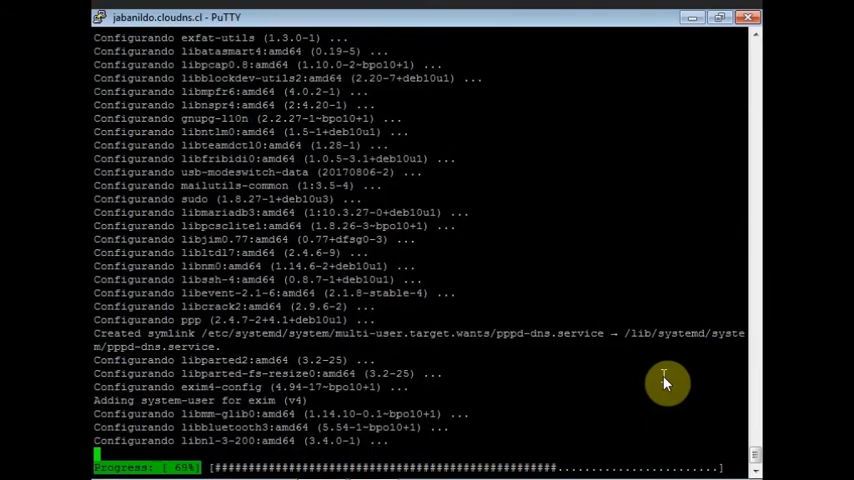 jabanildo.cloudns.cl - PuTTY
Configurando exfat-utils (1.3.0-1) ...
Configurando libatasmart4:amd64 (0.19-5) ...
Configurando libpcap0.8:amd64 (1.10.0-2~bpo10+1) ...
Configurando libblockdev-utils2:amd64 (2.20-7+deb10u1) ...
Configurando libmpfr6:amd64 (4.0.2-1) ...
Configurando libnspr4:amd64 (2:4.20-1) ...
Configurando gnupg-l10n (2.2.27-1~bpo10+1) ...
Configurando libntlm0:amd64 (1.5-1+deb10u1) ...
Configurando libteamdctl0:amd64 (1.28-1) ...
Configurando libfribidi0:amd64 (1.0.5-3.1+deb10u1) ...
Configurando usb-modeswitch-data (20170806-2) ...
Configurando mailutils-common (1:3.5-4) ...
Configurando sudo (1.8.27-1+deb10u3) ...
Configurando libmariadb3:amd64 (1:10.3.27-0+deb10u1) ...
Configurando libpcsclite1:amd64 (1.8.26-3~bpo10+1) ...
Configurando libjim0.77:amd64 (0.77+dfsg0-3) ...
Configurando libltdl7:amd64 (2.4.6-9) ...
Configurando libnm0:amd64 (1.14.6-2+deb10u1) ...
Configurando libssh-4:amd64 (0.8.7-1+deb10u1) ...
Configurando libevent-2.1-6:amd64 (2.1.8-stable-4) ...
Configurando libcrack2:amd64 (2.9.6-2) ...
Configurando ppp (2.4.7-2+4.1+deb10u1) ...
Created symlink /etc/systemd/system/multi-user.target.wants/pppd-dns.service → /lib/systemd/syste
m/pppd-dns.service.
Configurando libparted2:amd64 (3.2-25) ...
Configurando libparted-fs-resize0:amd64 (3.2-25) ...
Configurando exim4-config (4.94-17~bpo10+1) ...
Adding system-user for exim (v4)
Configurando libmm-glib0:amd64 (1.14.10-0.1~bpo10+1) ...
Configurando libbluetooth3:amd64 (5.54-1~bpo10+1) ...
Configurando libnl-3-200:amd64 (3.4.0-1) ...
Progress: [ 69%] [###################################################.........................]